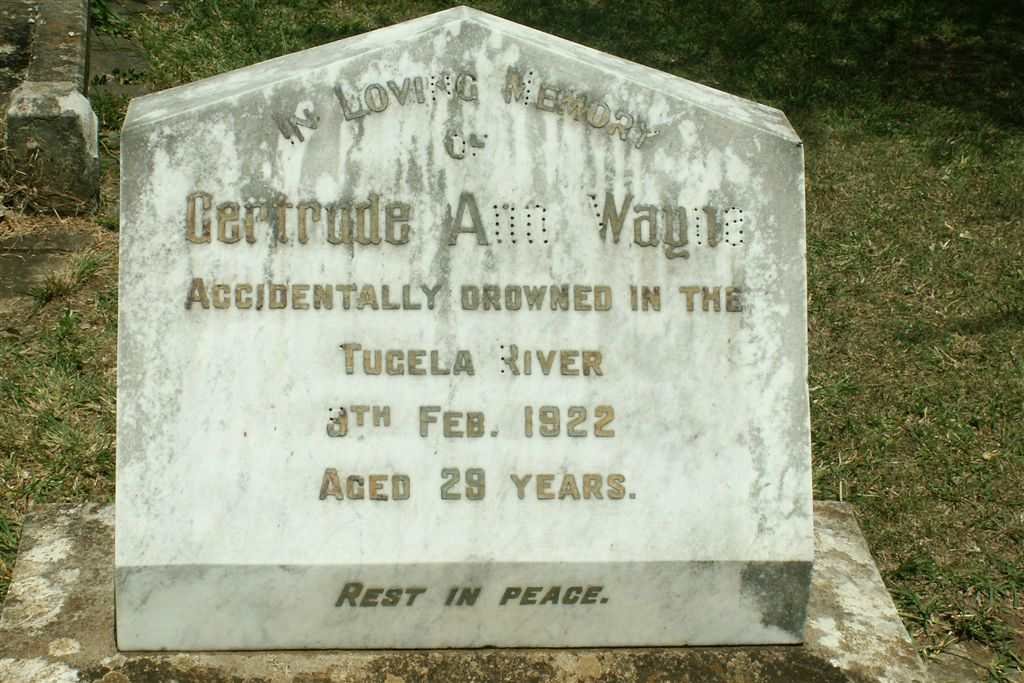 IN LOVING MEMORY
OF
Gertrude Ann Wayne
ACCIDENTALLY DROWNED IN THE
TUGELA RIVER
8TH FEB. 1922
AGED 29 YEARS.
REST IN PEACE.